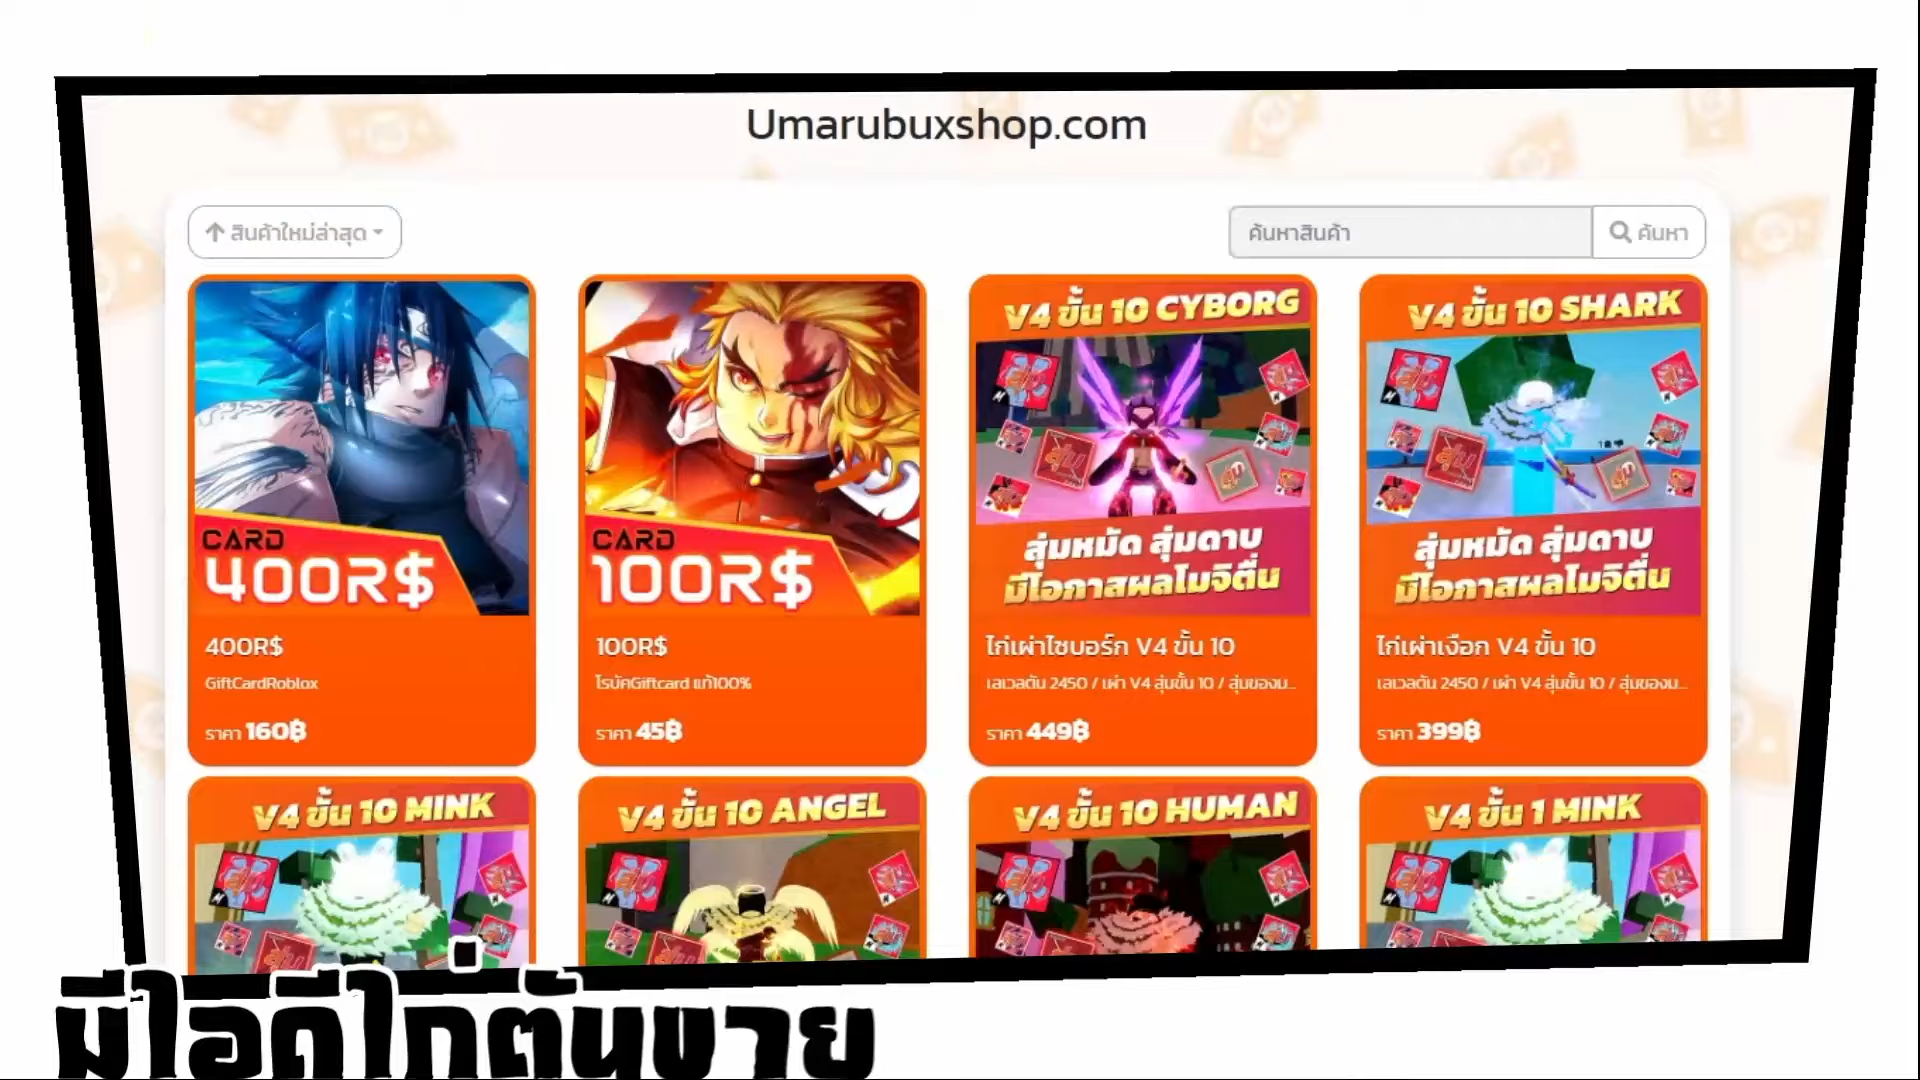 Umarubuxshop.com
สินค้าใหม่ล่าสุด
ค้นหาสินค้า
ค้นหา
CARD
400R$
400R$
GiftCardRoblox
ราคา 160฿
CARD
100R$
100R$
โรบัคGiftcard แท้100%
ราคา 45฿
V4 ขั้น 10 CYBORG
สุ่มหมัด สุ่มดาบ
มีโอกาสผลโมจิตื่น
ไก่เผ่าไซบอร์ก V4 ขั้น 10
เลเวลตัน 2450 / เผ่า V4 สุ่มขั้น 10 / สุ่มของม...
ราคา 449฿
V4 ขั้น 10 SHARK
สุ่มหมัด สุ่มดาบ
มีโอกาสผลโมจิตื่น
ไก่เผ่าเงือก V4 ขั้น 10
เลเวลตัน 2450 / เผ่า V4 สุ่มขั้น 10 / สุ่มของม...
ราคา 399฿
V4 ขั้น 10 MINK
V4 ขั้น 10 ANGEL
V4 ขั้น 10 HUMAN
V4 ขั้น 1 MINK
มีไอดีไก่ตันขาย